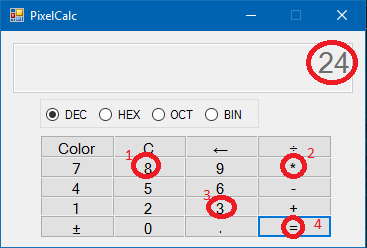 PixelCalc
24
DEC HEX OCT BIN
Color C ← ÷
1 2
7 8 9 *
4 5 6 -
3
1 2 3 +
4
± 0 . =